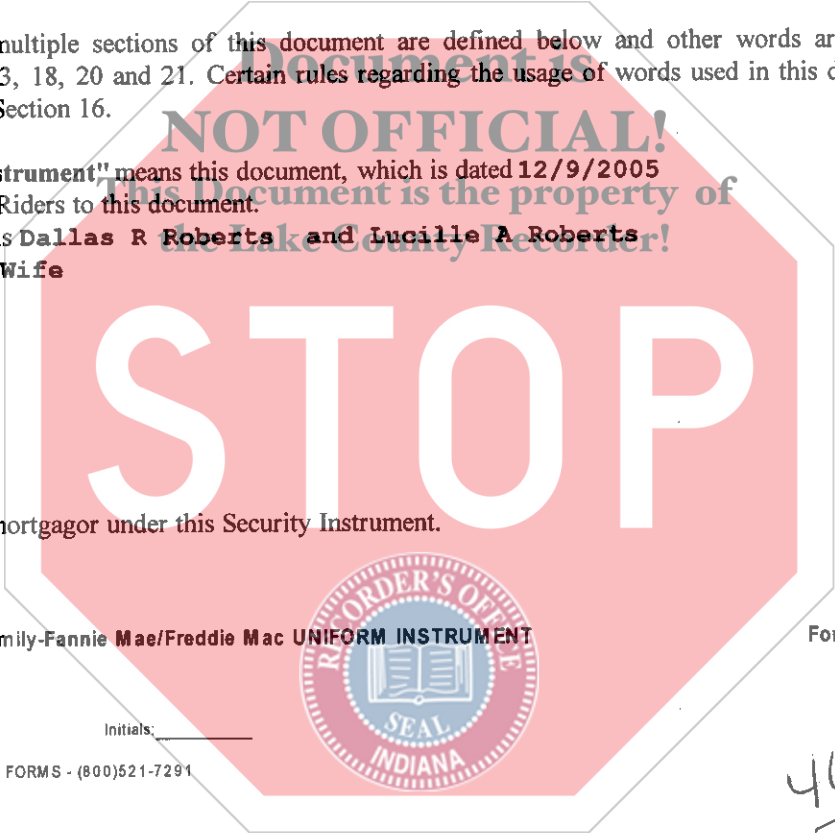 multiple sections of this document are defined below and other words ar
Document is
3, 18, 20 and 21. Certain rules regarding the usage of words used in this d
Section 16.
NOT OFFICIAL!
strument" means this document, which is dated 12/9/2005
This Document is the property of
Riders to this document.
s Dallas R Roberts and Lucille A Roberts
the Lake County Recorder!
Wife
STOP
mortgagor under this Security Instrument.
RECORDER'S OFFICE
mily-Fannie Mae/Freddie Mac UNIFORM INSTRUMENT
For
SEAL
Initials:
INDIANA
FORMS - (800)521-7291